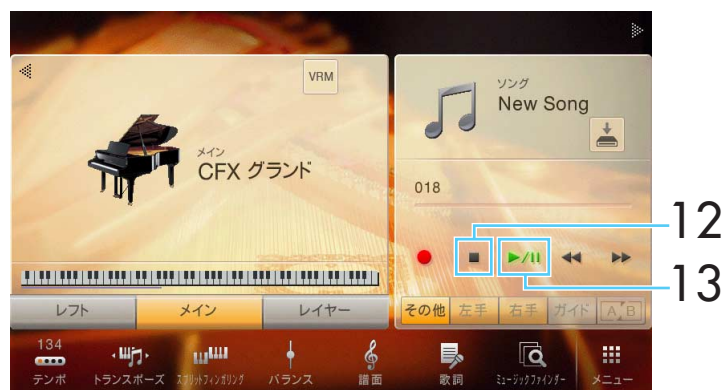 VRM
メイン
CFX グランド
ソング
New Song
018
12
13
レフト
メイン
レイヤー
その他
左手
右手
ガイド
A B
134
テンポ
トランスポーズ
スプリットフィンガリング
バランス
譜面
歌詞
ミュージックファインダー
メニュー